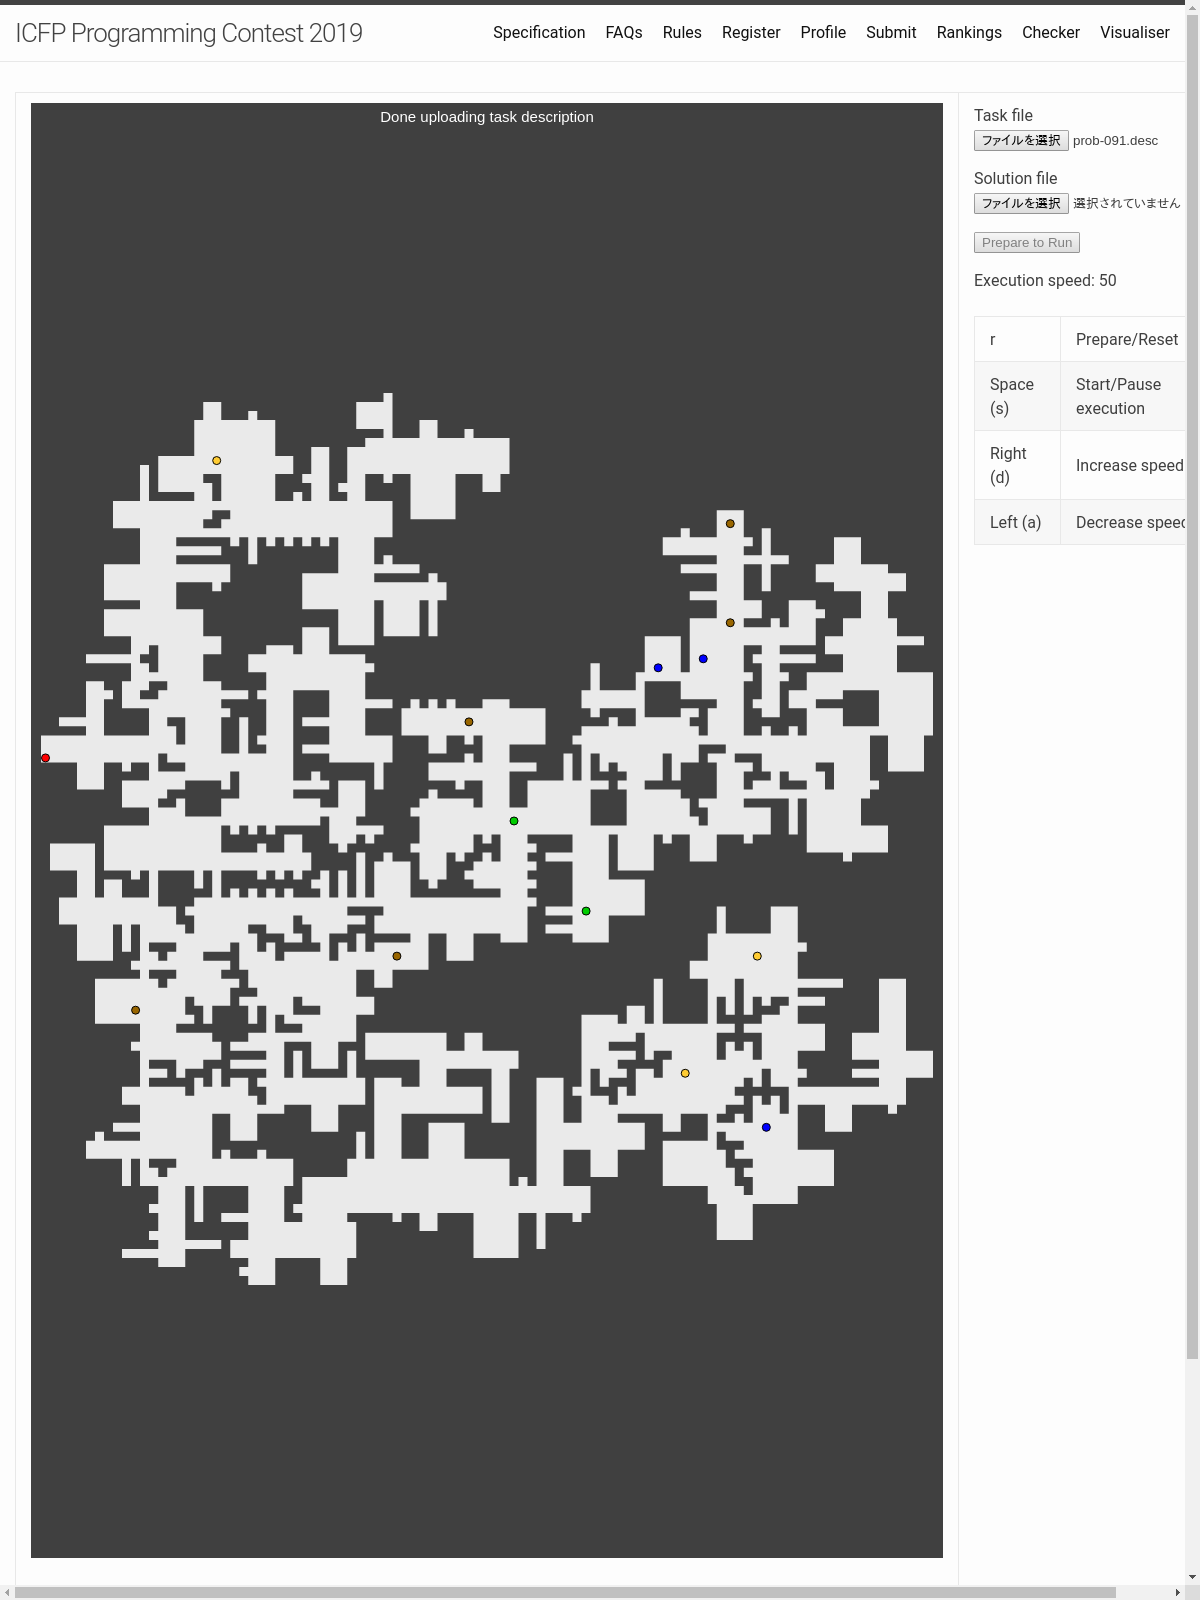 ICFP Programming Contest 2019
Specification FAQs Rules Register Profile Submit Rankings Checker Visualiser
Done uploading task description
Task file
ファイルを選択 prob-091.desc
Solution file
ファイルを選択 選択されていません
Prepare to Run
Execution speed: 50
r Prepare/Reset
Space (s) Start/Pause execution
Right (d) Increase speed
Left (a) Decrease speed